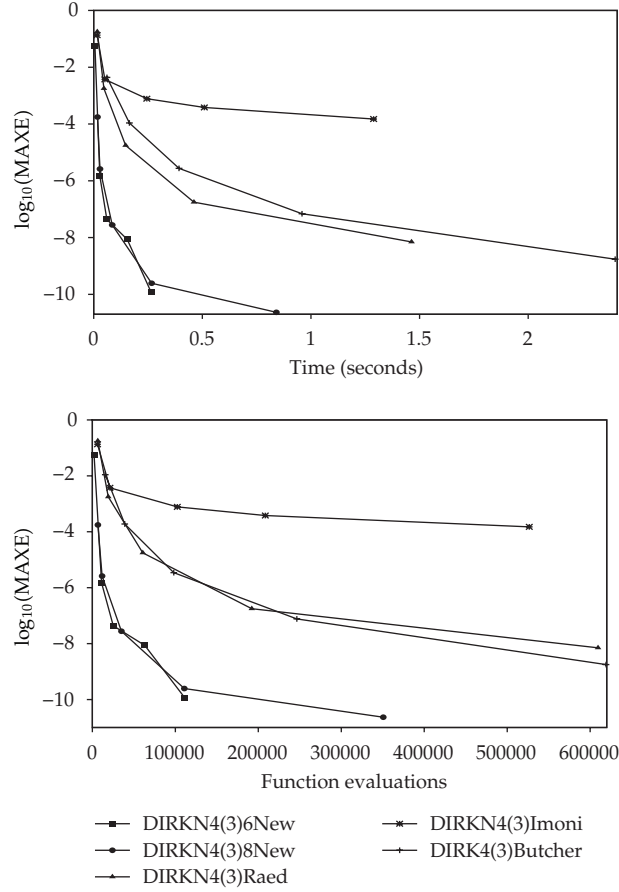 0
−2
−4
−6
−8
−10
log10(MAXE)
0 0.5 1 1.5 2
Time (seconds)
0
−2
−4
−6
−8
−10
log10(MAXE)
0 100000 200000 300000 400000 500000 600000
Function evaluations
DIRKN4(3)6New
DIRKN4(3)8New
DIRKN4(3)Raed
DIRKN4(3)Imoni
DIRK4(3)Butcher